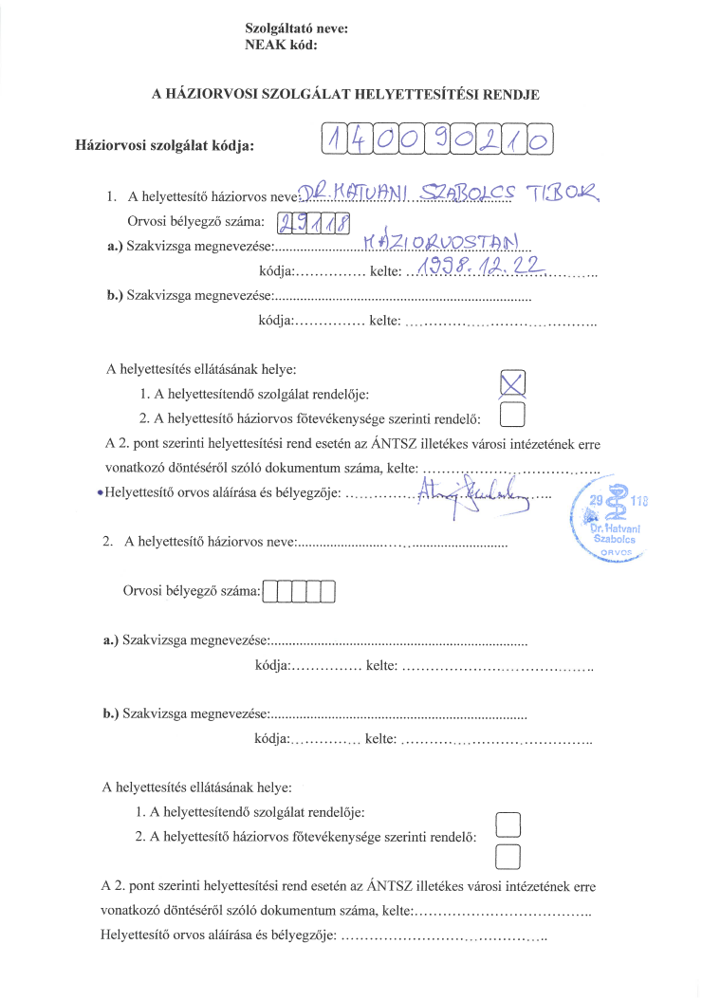 Szolgáltató neve:
NEAK kód:
A HÁZIORVOSI SZOLGÁLAT HELYETTESÍTÉSI RENDJE
Háziorvosi szolgálat kódja: 140090210
1. A helyettesítő háziorvos neve: DR. HATVANI SZABOLCS TIBOR
Orvosi bélyegző száma: 29118
a.) Szakvizsga megnevezése: HÁZIORVOSTAN
kódja:............... kelte: 1998.12.22
b.) Szakvizsga megnevezése:
kódja:............... kelte:
A helyettesítés ellátásának helye:
1. A helyettesítendő szolgálat rendelője: X
2. A helyettesítő háziorvos főtevékenysége szerinti rendelő:
A 2. pont szerinti helyettesítési rend esetén az ÁNTSZ illetékes városi intézetének erre
vonatkozó döntéséről szóló dokumentum száma, kelte:
Helyettesítő orvos aláírása és bélyegzője:
29 118
Dr. Hatvani
Szabolcs
ORVOS
2. A helyettesítő háziorvos neve:
Orvosi bélyegző száma:
a.) Szakvizsga megnevezése:
kódja:............... kelte:
b.) Szakvizsga megnevezése:
kódja:............... kelte:
A helyettesítés ellátásának helye:
1. A helyettesítendő szolgálat rendelője:
2. A helyettesítő háziorvos főtevékenysége szerinti rendelő:
A 2. pont szerinti helyettesítési rend esetén az ÁNTSZ illetékes városi intézetének erre
vonatkozó döntéséről szóló dokumentum száma, kelte:
Helyettesítő orvos aláírása és bélyegzője: